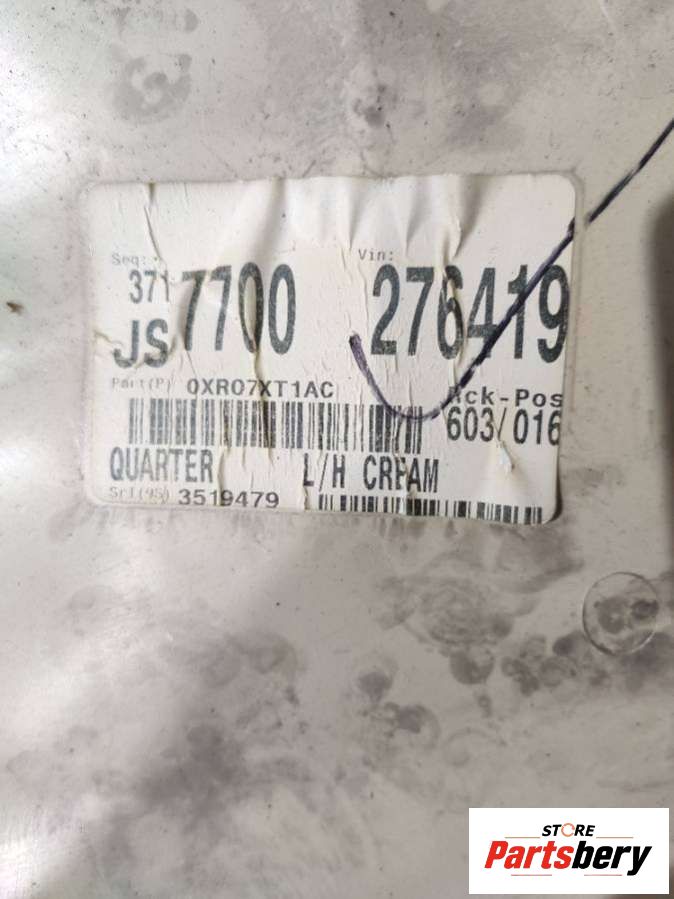 Seq: Vin:
371 7700 276419
JS
Part(P) 0XR07XT1AC Rck-Pos
603/016
QUARTER L/H CREAM
Srl(9S) 3519479
STORE
Partsbery